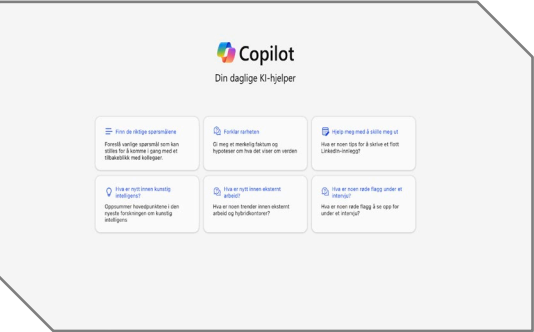 Copilot
Din daglige KI-hjelper
Finn de riktige spørsmålene
Foreslå vanlige spørsmål som kan
stilles for å komme i gang med et
tilbakeblikk med kollegaer.
Forklar rarheten
Gi meg et merkelig faktum og
hypoteser om hva det viser om verden
Hjelp meg med å skille meg ut
Hva er noen tips for å skrive et flott
LinkedIn-innlegg?
Hva er nytt innen kunstig
intelligens?
Oppsummer høvedpunktene i den
nyeste forskningen om kunstig
intelligens
Hva er nytt innen eksternt
arbeid?
Hva er noen trender innen eksternt
arbeid og hybridkontorer?
Hva er noen røde flagg under et
intervju?
Hva er noen røde flagg å se opp for
under et intervju?